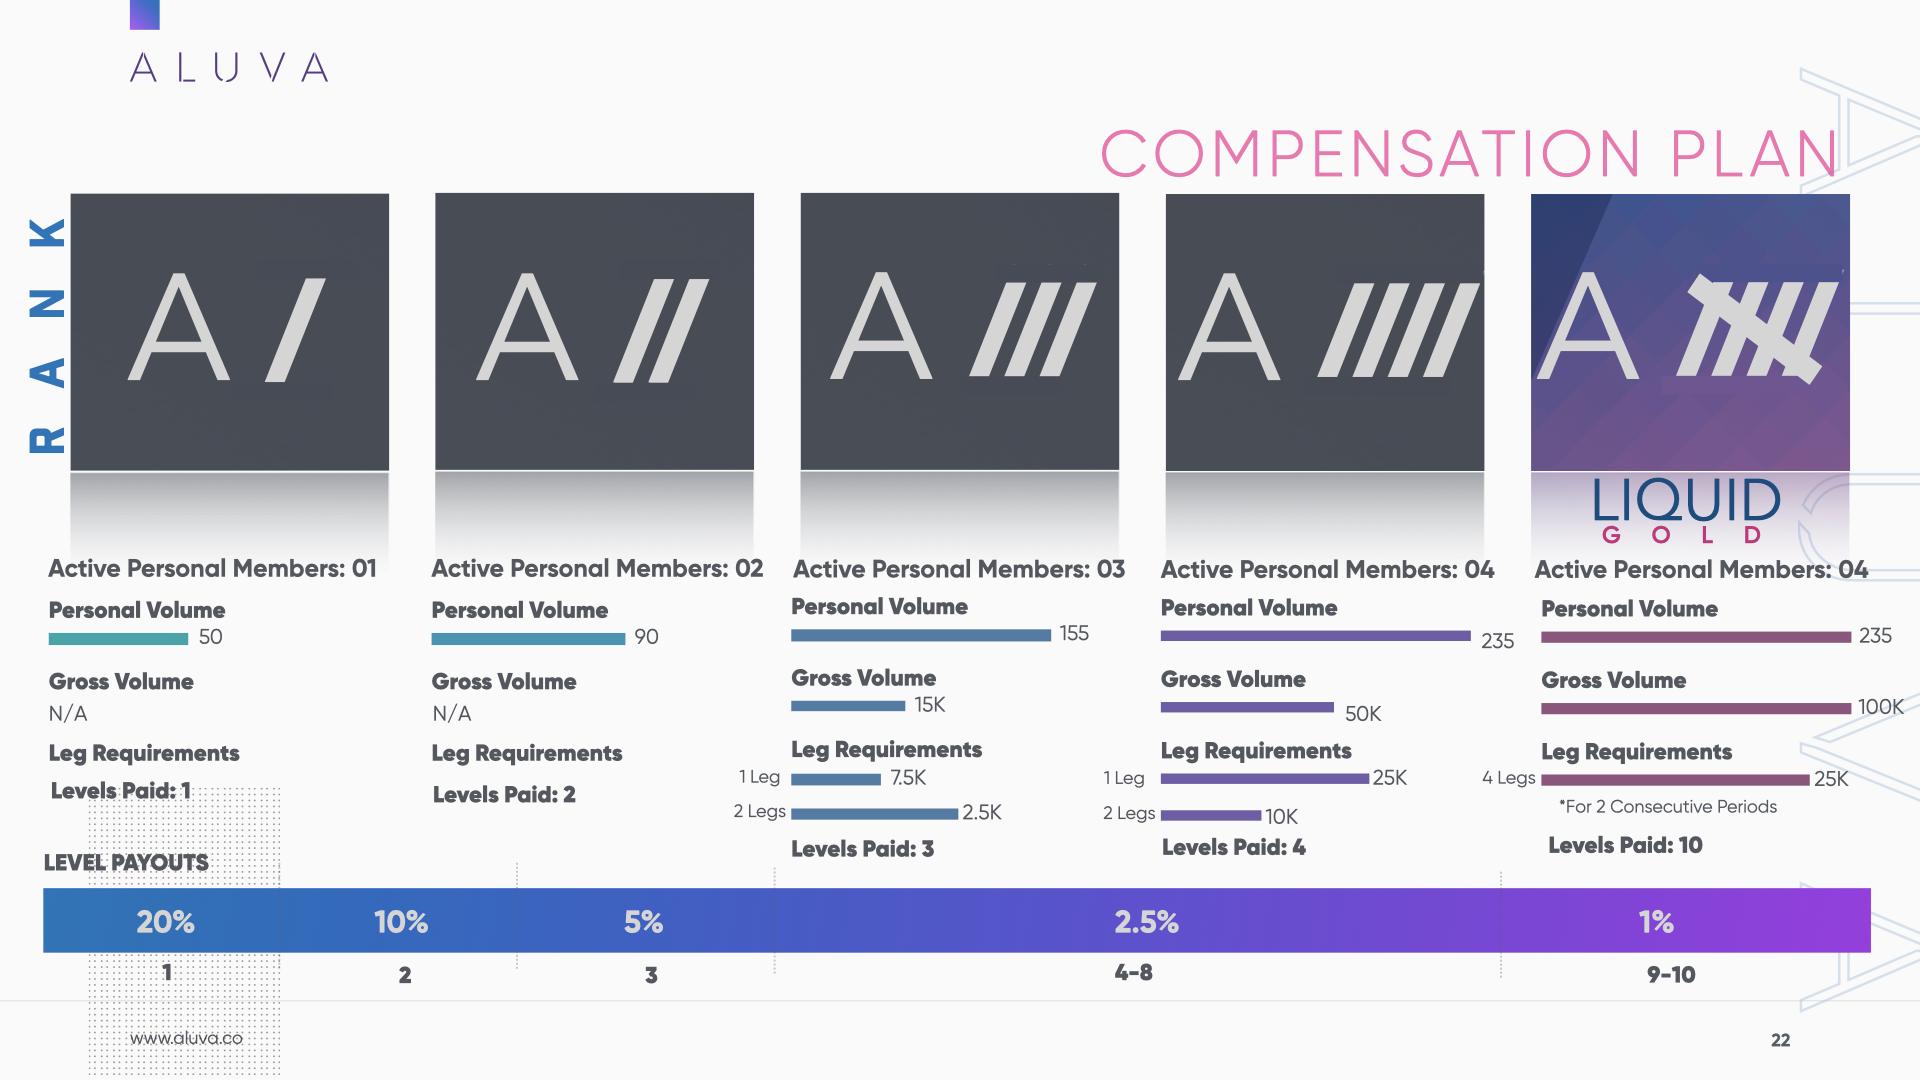 ALUVA
COMPENSATION PLAN
RANK
A /
A //
A ///
A ////
A
LIQUID
GOLD
Active Personal Members: 01
Personal Volume
50
Gross Volume
N/A
Leg Requirements
Levels Paid: 1
Active Personal Members: 02
Personal Volume
90
Gross Volume
N/A
Leg Requirements
Levels Paid: 2
Active Personal Members: 03
Personal Volume
155
Gross Volume
15K
Leg Requirements
1 Leg 7.5K
2 Legs 2.5K
Levels Paid: 3
Active Personal Members: 04
Personal Volume
235
Gross Volume
50K
Leg Requirements
1 Leg 25K
2 Legs 10K
Levels Paid: 4
Active Personal Members: 04
Personal Volume
235
Gross Volume
100K
Leg Requirements
4 Legs 25K
*For 2 Consecutive Periods
Levels Paid: 10
LEVEL PAYOUTS
20% 10% 5% 2.5% 1%
1 2 3 4-8 9-10
www.aluva.co
22
ALUVA